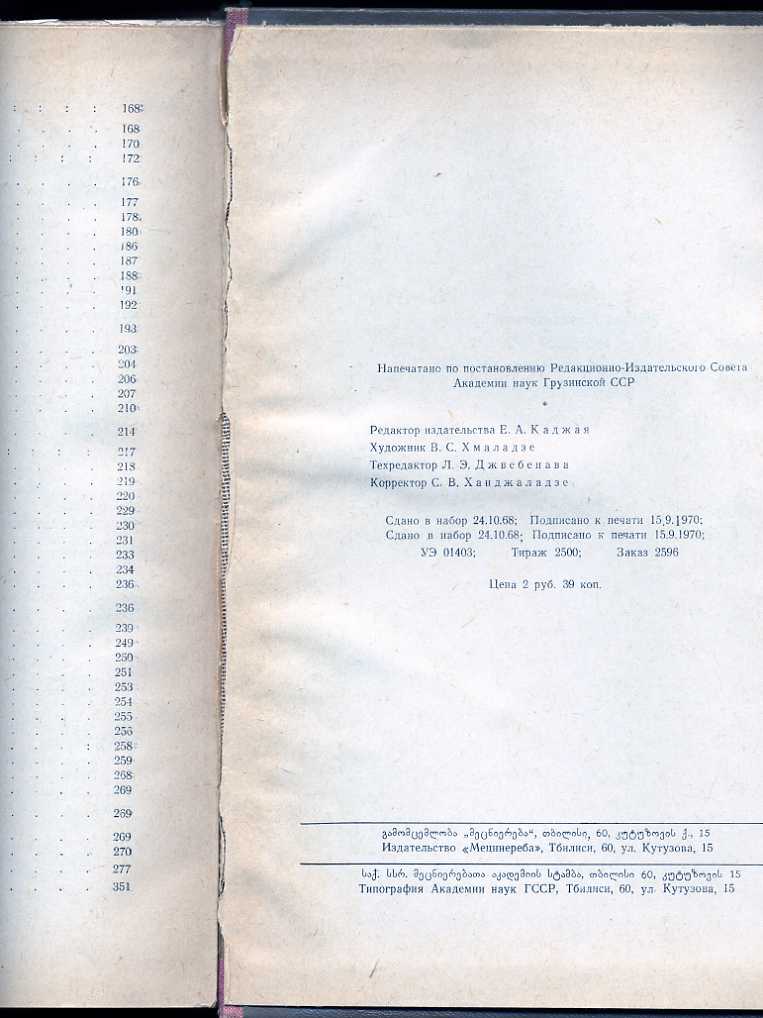 : : : : 168
. . . . 168
. . . . 170
: : : : 172
. . . . 176
. . . . 177
. . . . 178
. . . . 180
. . . . 186
. . . . 187
. . . . 188
. . . . 191
. . . . 192
. . . . 193
. . . . 203
. . . . 204
. . . . 206
. . . . 207
. . . . 210
. . . . 214
: : : : 217
. . . . 218
. . . . 219
. . . . 220
. . . . 229
. . . . 230
. . . . 231
. . . . 233
. . . . 234
. . . . 236
. . . . 236
. . . . 239
. . . . 249
. . . . 250
. . . . 251
. . . . 253
. . . . 254
. . . . 255
. . . . 256
. . . : 258
. . . . 259
. . . . 268
. . . . 269
. . . . 269
. . . . 269
. . . . 270
. . . . 277
. . . . 351
Напечатано по постановлению Редакционно-Издательского Совета
Академии наук Грузинской ССР
*
Редактор издательства Е. А. Каджая
Художник В. С. Хмаладзе
Техредактор Л. Э. Джвебенава
Корректор С. В. Ханджаладзе
Сдано в набор 24.10.68; Подписано к печати 15.9.1970;
Сдано в набор 24.10.68; Подписано к печати 15.9.1970;
УЭ 01403; Тираж 2500; Заказ 2596
Цена 2 руб. 39 коп.
გამომცემლობა „მეცნიერება“, თბილისი, 60, კუტუზოვის ქ., 15
Издательство «Мецниереба», Тбилиси, 60, ул. Кутузова, 15
საქ. სსრ. მეცნიერებათა აკადემიის სტამბა, თბილისი 60, კუტუზოვის 15
Типография Академии наук ГССР, Тбилиси, 60, ул. Кутузова, 15